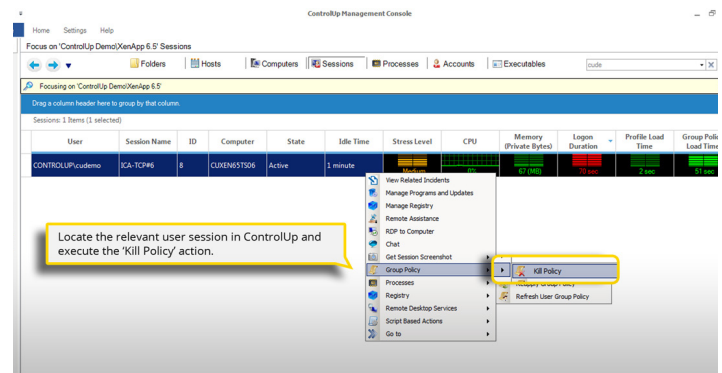 ControlUp Management Console
Home Settings Help
Focus on 'ControlUp Demo\XenApp 6.5' Sessions
Folders Hosts Computers Sessions Processes Accounts Executables cude
Focusing on 'ControlUp Demo\XenApp 6.5'
Drag a column header here to group by that column.
Sessions: 1 Items (1 selected)
User Session Name ID Computer State Idle Time Stress Level CPU Memory (Private Bytes) Logon Duration Profile Load Time Group Polic Load Time
CONTROLUP\cudemo ICA-TCP#6 8 CUXEN65TS06 Active 1 minute Medium 0% 67 (MB) 70 sec 2 sec 51 sec
View Related Incidents
Manage Programs and Updates
Manage Registry
Remote Assistance
RDP to Computer
Chat
Get Session Screenshot
Group Policy
Processes
Registry
Remote Desktop Services
Script Based Actions
Go to
Kill Policy
Reapply Group Policy
Refresh User Group Policy
Locate the relevant user session in ControlUp and
execute the 'Kill Policy' action.